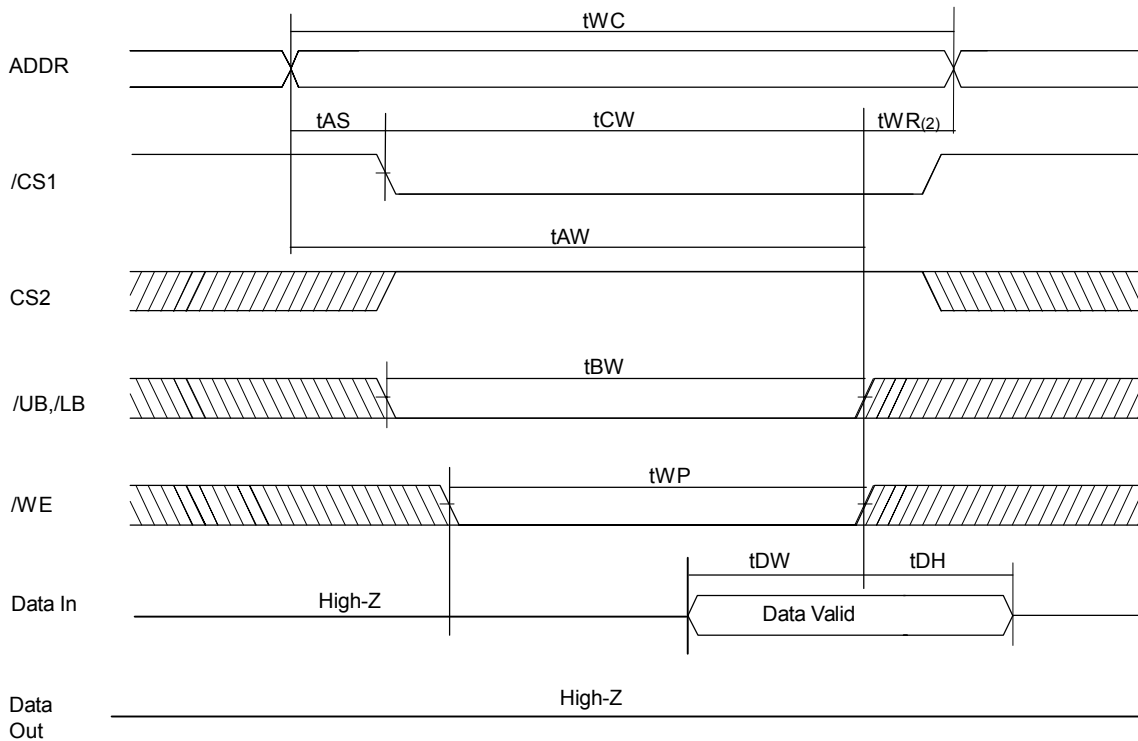 tWC
ADDR
tAS
tCW
tWR(2)
/CS1
tAW
CS2
tBW
/UB,/LB
tWP
/WE
tDW
tDH
Data In
High-Z
Data Valid
High-Z
Data
Out